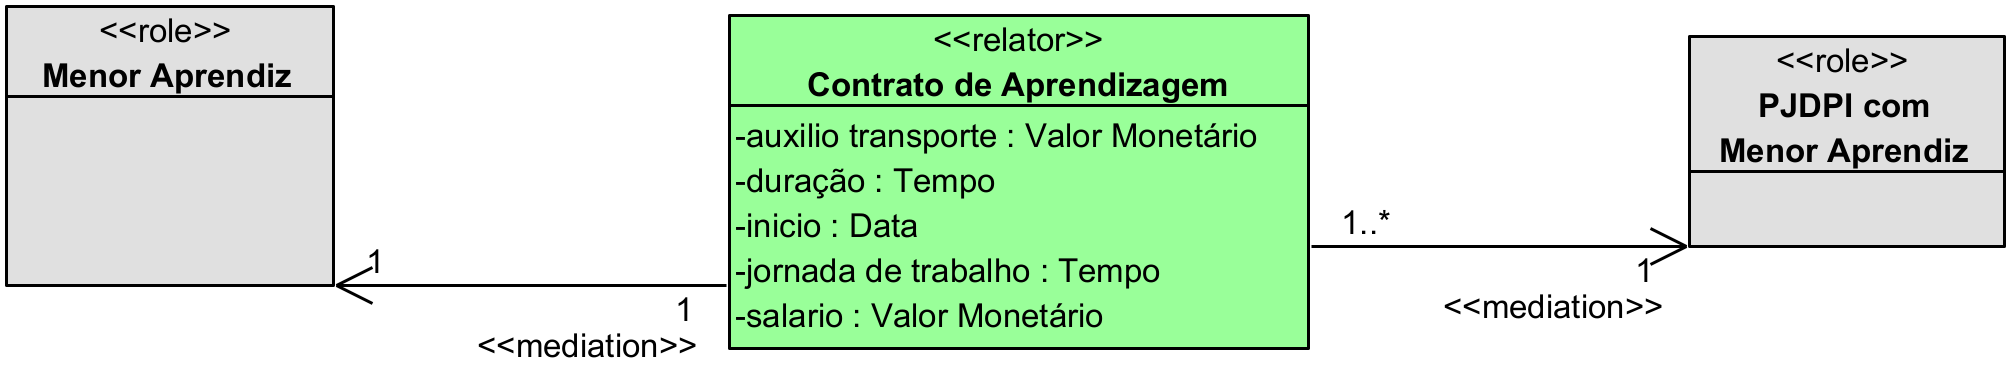 <<role>>
Menor Aprendiz
<<relator>>
Contrato de Aprendizagem
-auxilio transporte : Valor Monetário
-duração : Tempo
-inicio : Data
-jornada de trabalho : Tempo
-salario : Valor Monetário
<<role>>
PJDPI com
Menor Aprendiz
1
1
<<mediation>>
1..*
1
<<mediation>>